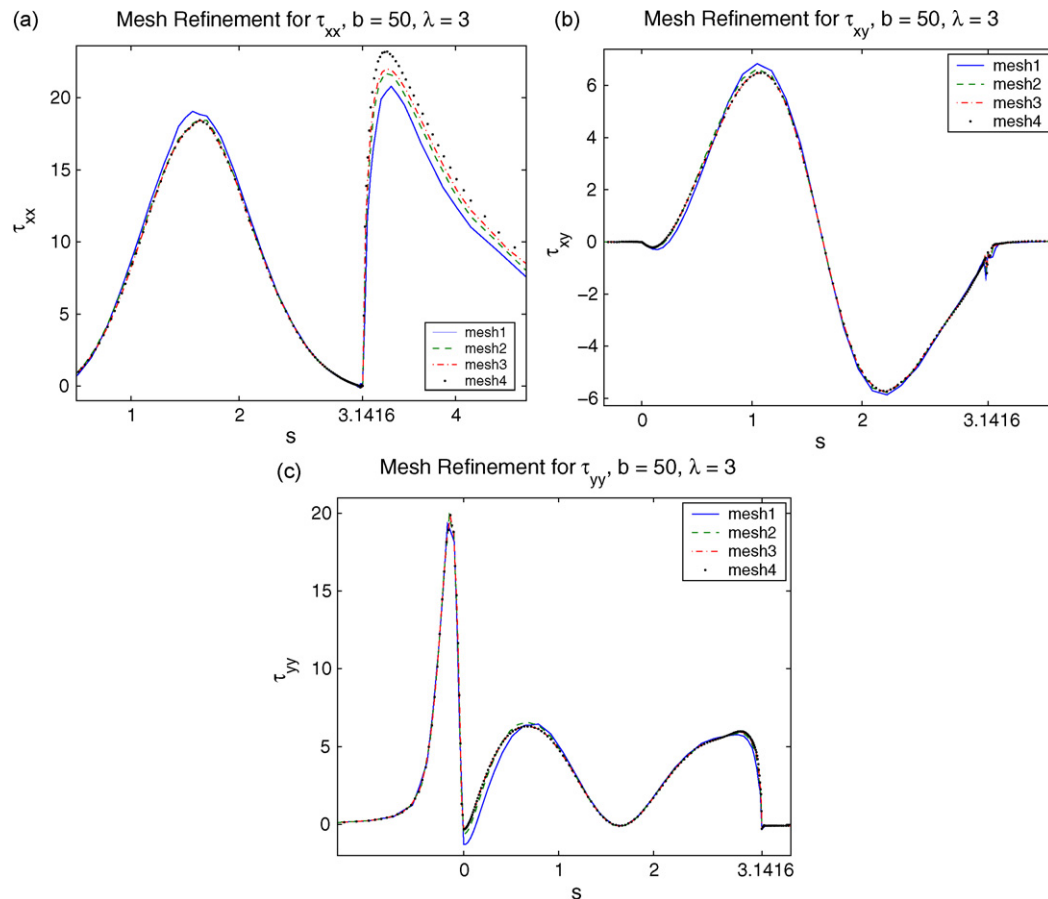 (a) Mesh Refinement for τxx, b = 50, λ = 3
25
20
15
10
5
0
τxx
mesh1
mesh2
mesh3
mesh4
1 2 3.1416 4
s
(b) Mesh Refinement for τxy, b = 50, λ = 3
6
4
2
0
−2
−4
−6
τxy
mesh1
mesh2
mesh3
mesh4
0 1 2 3.1416
s
(c) Mesh Refinement for τyy, b = 50, λ = 3
20
15
10
5
0
τyy
mesh1
mesh2
mesh3
mesh4
0 1 2 3.1416
s